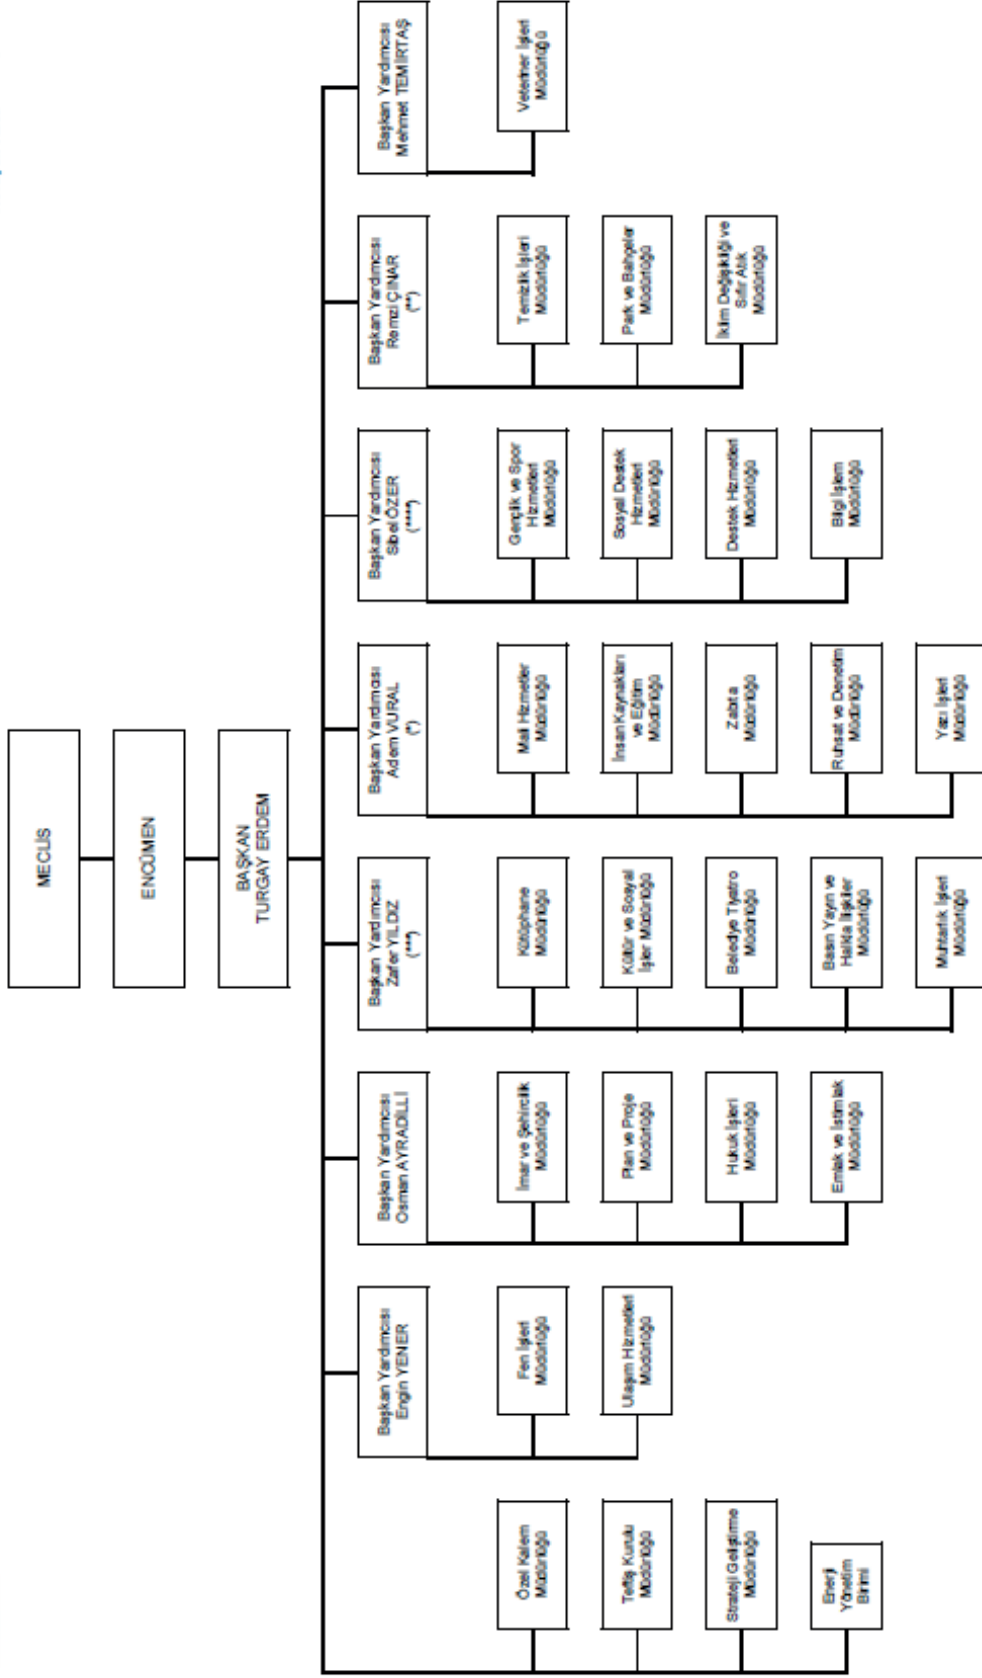 MECLİS
ENCÜMEN
BAŞKAN
TURGAY ERDEM
Başkan Yardımcısı
Engin YENER
Başkan Yardımcısı
Osman AYRADİLLİ
Başkan Yardımcısı
Zafer YILDIZ
(***)
Başkan Yardımcısı
Adem VURAL
(*)
Başkan Yardımcısı
Sibel ÖZER
(****)
Başkan Yardımcısı
Remzi ÇINAR
(**)
Başkan Yardımcısı
Mehmet TEMİRTAŞ
Özel Kalem
Müdürlüğü
Teftiş Kurulu
Müdürlüğü
Strateji Geliştirme
Müdürlüğü
Enerji
Yönetim
Birimi
Fen İşleri
Müdürlüğü
Ulaşım Hizmetleri
Müdürlüğü
İmar ve Şehircilik
Müdürlüğü
Plan ve Proje
Müdürlüğü
Hukuk İşleri
Müdürlüğü
Emlak ve İstimlak
Müdürlüğü
Kütüphane
Müdürlüğü
Kültür ve Sosyal
İşler Müdürlüğü
Belediye Tiyatro
Müdürlüğü
Basın Yayın ve
Halkla İlişkiler
Müdürlüğü
Muhtarlık İşleri
Müdürlüğü
Mali Hizmetler
Müdürlüğü
İnsan Kaynakları
ve Eğitim
Müdürlüğü
Zabıta
Müdürlüğü
Ruhsat ve Denetim
Müdürlüğü
Yazı İşleri
Müdürlüğü
Gençlik ve Spor
Hizmetleri
Müdürlüğü
Sosyal Destek
Hizmetleri
Müdürlüğü
Destek Hizmetleri
Müdürlüğü
Bilgi İşlem
Müdürlüğü
Temizlik İşleri
Müdürlüğü
Park ve Bahçeler
Müdürlüğü
İklim Değişikliği ve
Sıfır Atık
Müdürlüğü
Veteriner İşleri
Müdürlüğü